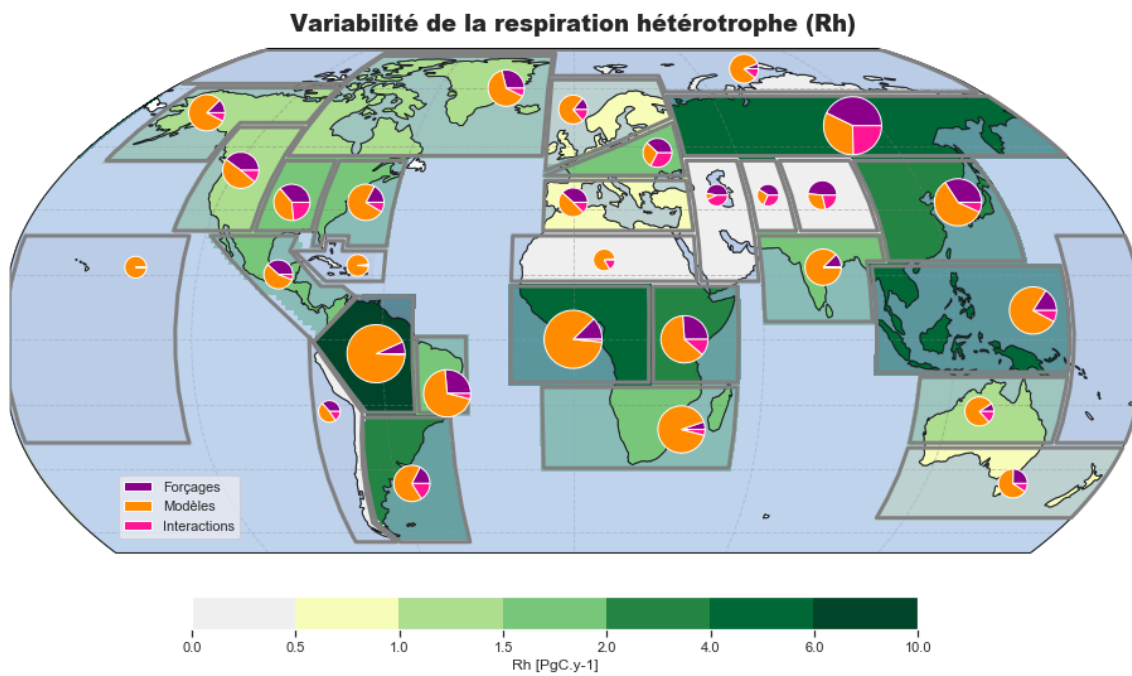 Variabilité de la respiration hétérotrophe (Rh)
Forçages
Modèles
Interactions
0.0 0.5 1.0 1.5 2.0 4.0 6.0 10.0
Rh [PgC.y-1]